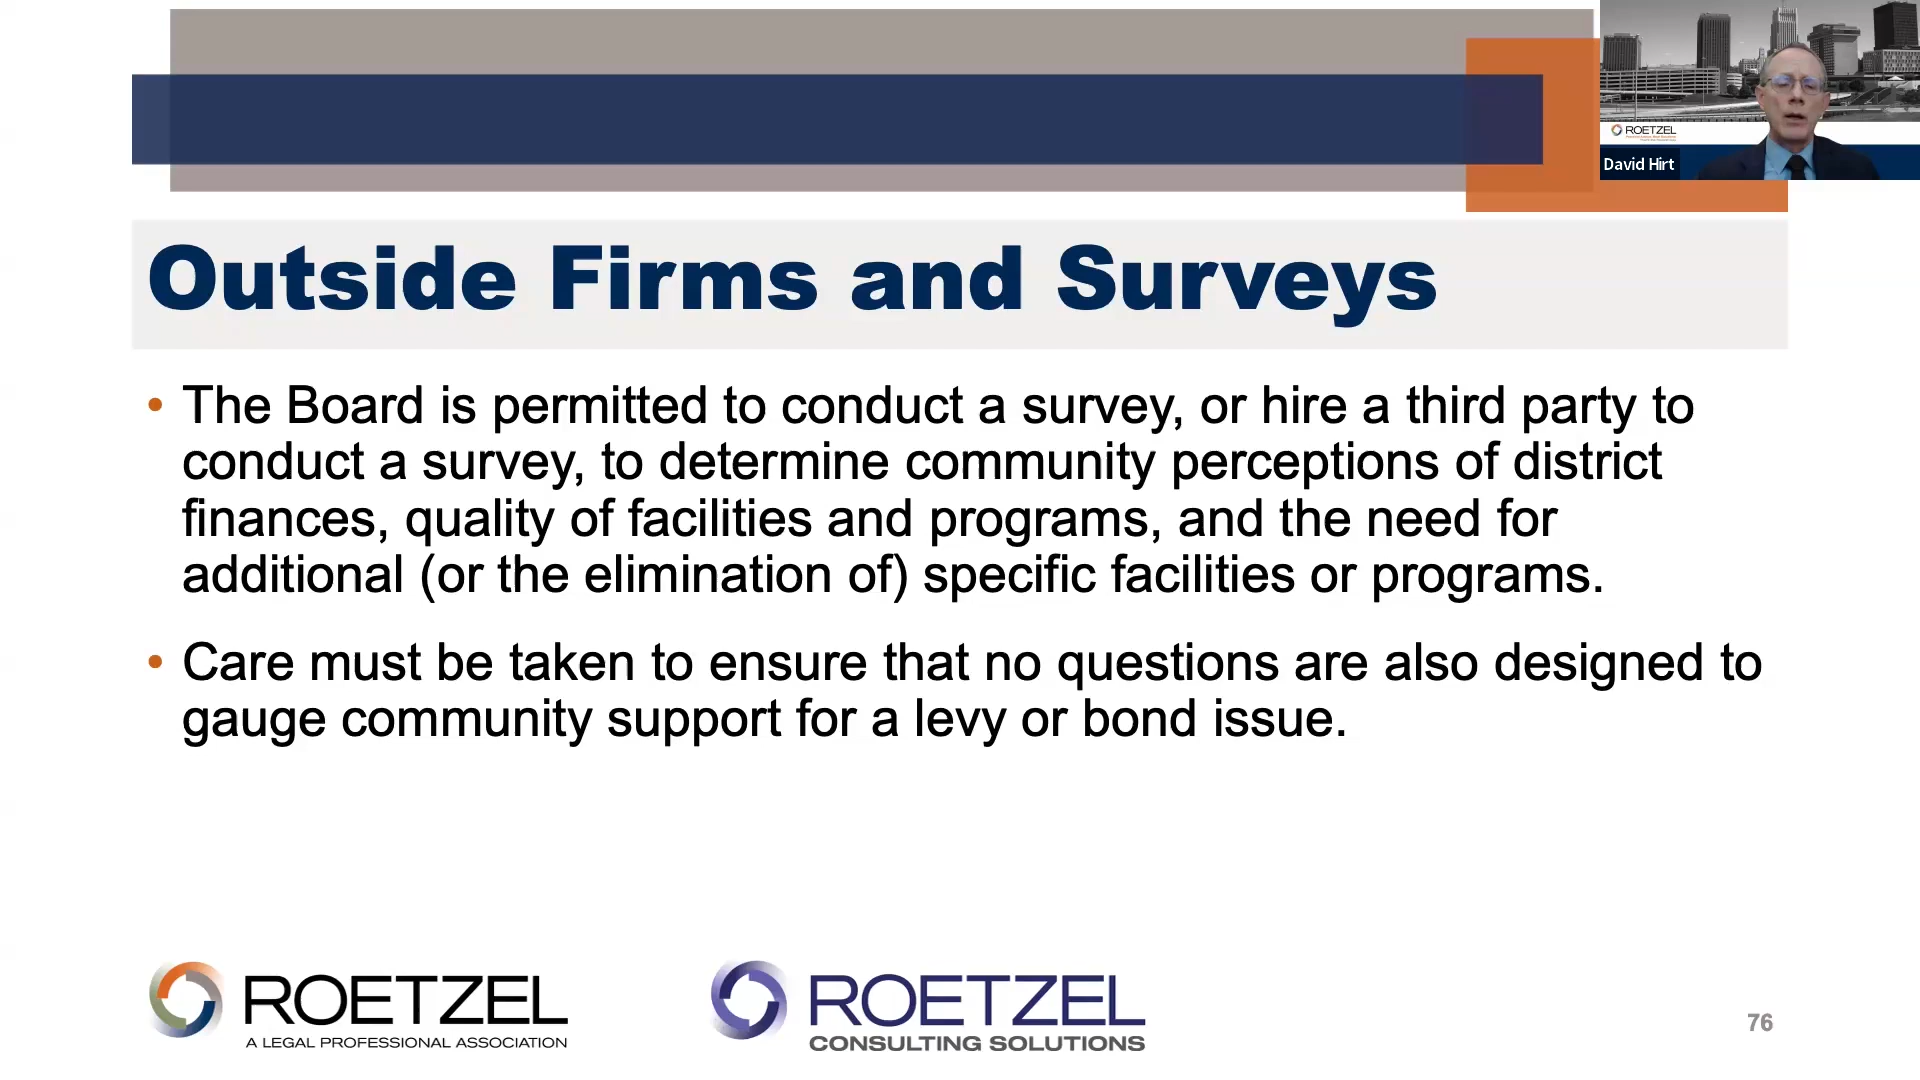 ROETZEL
David Hirt
Outside Firms and Surveys
• The Board is permitted to conduct a survey, or hire a third party to
conduct a survey, to determine community perceptions of district
finances, quality of facilities and programs, and the need for
additional (or the elimination of) specific facilities or programs.
• Care must be taken to ensure that no questions are also designed to
gauge community support for a levy or bond issue.
ROETZEL
A LEGAL PROFESSIONAL ASSOCIATION
ROETZEL
CONSULTING SOLUTIONS
76